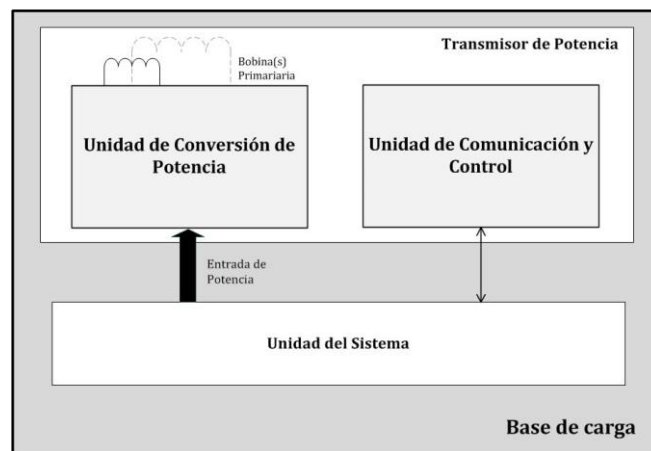 Transmisor de Potencia
Bobina(s)
Primariaria
Unidad de Conversión de
Potencia
Unidad de Comunicación y
Control
Entrada de
Potencia
Unidad del Sistema
Base de carga